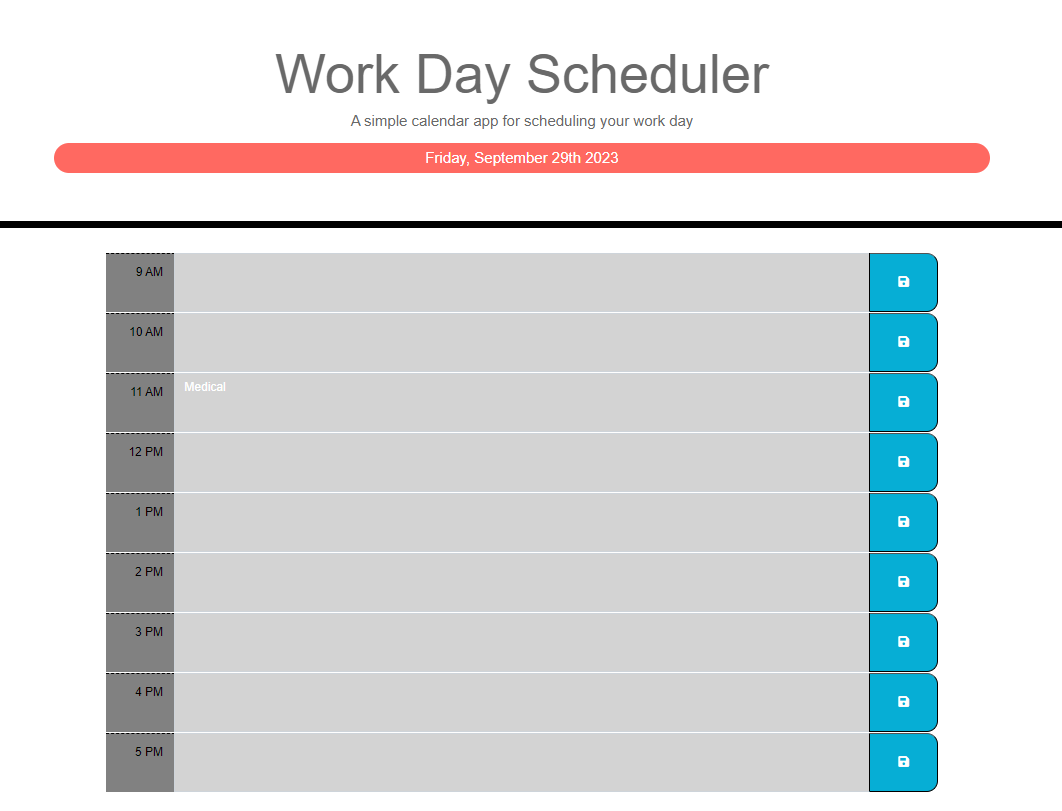 Work Day Scheduler
A simple calendar app for scheduling your work day
Friday, September 29th 2023
9 AM
10 AM
11 AM Medical
12 PM
1 PM
2 PM
3 PM
4 PM
5 PM